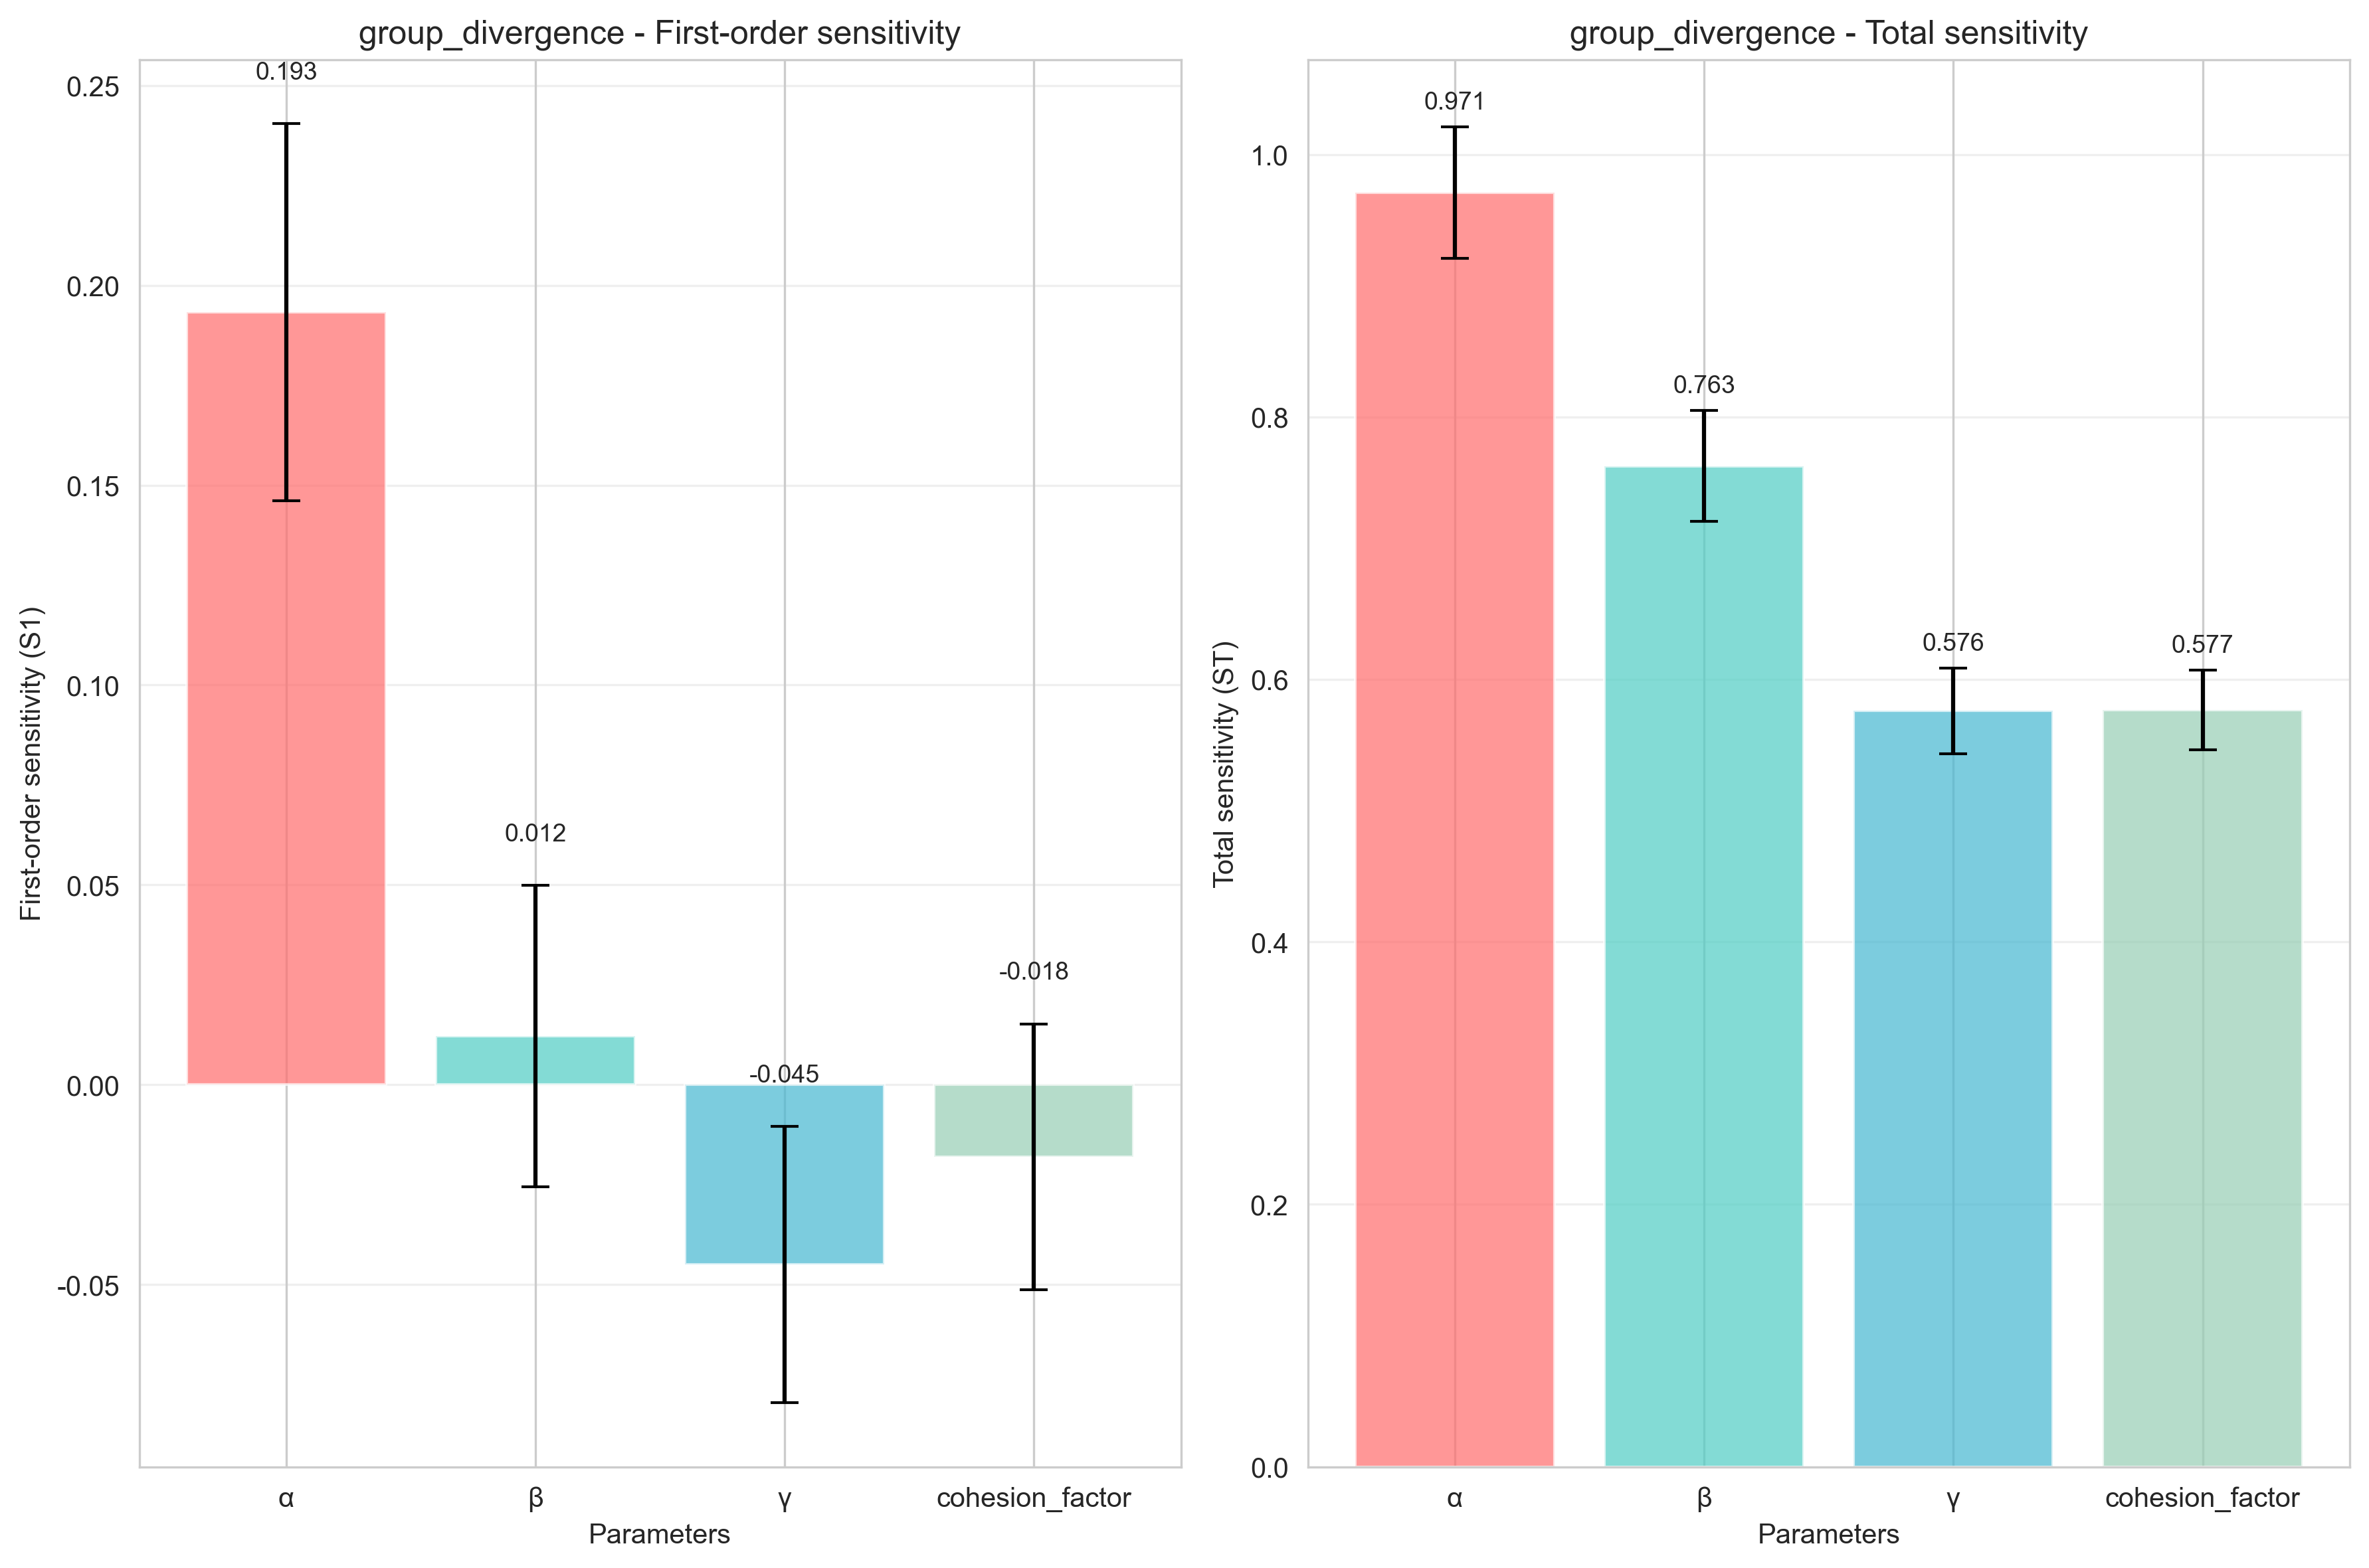 group_divergence - First-order sensitivity
First-order sensitivity (S1)
0.25
0.20
0.15
0.10
0.05
0.00
-0.05
0.193
0.012
-0.045
-0.018
α
β
γ
cohesion_factor
Parameters
group_divergence - Total sensitivity
Total sensitivity (ST)
1.0
0.8
0.6
0.4
0.2
0.0
0.971
0.763
0.576
0.577
α
β
γ
cohesion_factor
Parameters